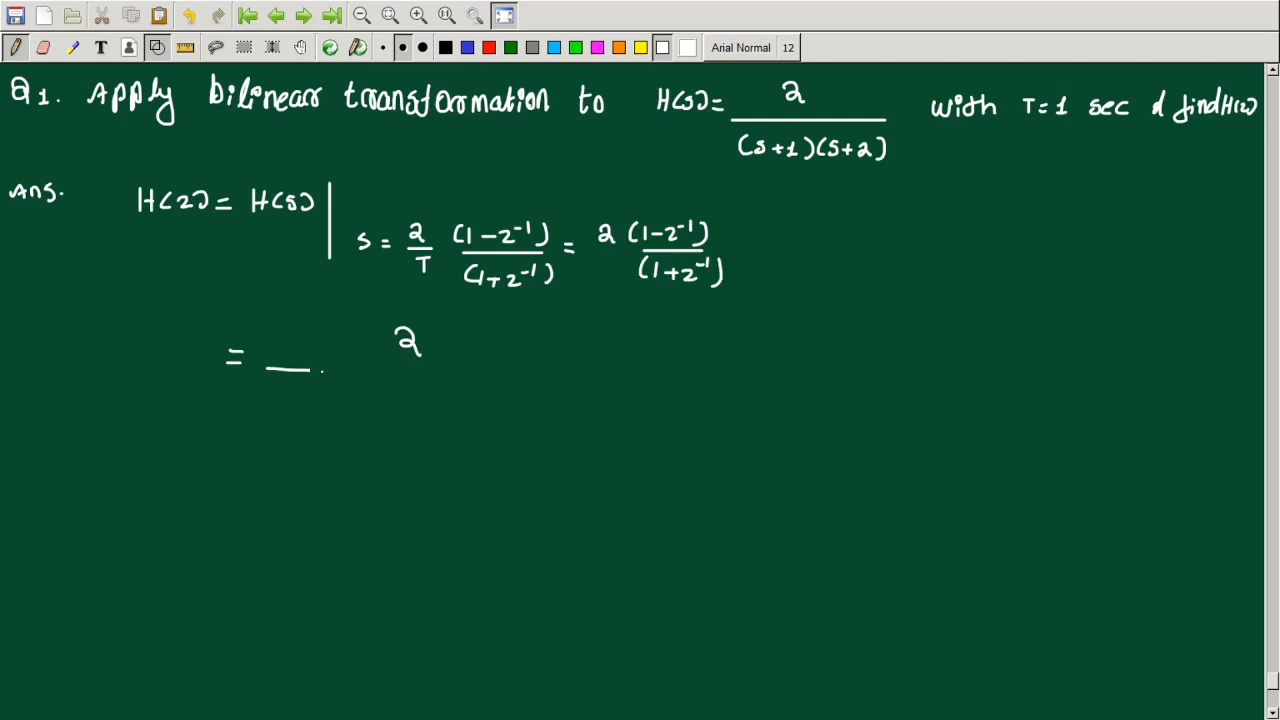 Arial Normal 12
Q1. Apply bilinear transformation to H(s)= 2/((s+1)(s+2)) with T=1 sec & find H(z)
Ans. H(z) = H(s) |
s = 2/T (1-z⁻¹)/(1+z⁻¹) = 2 (1-z⁻¹)/(1+z⁻¹)
= 2